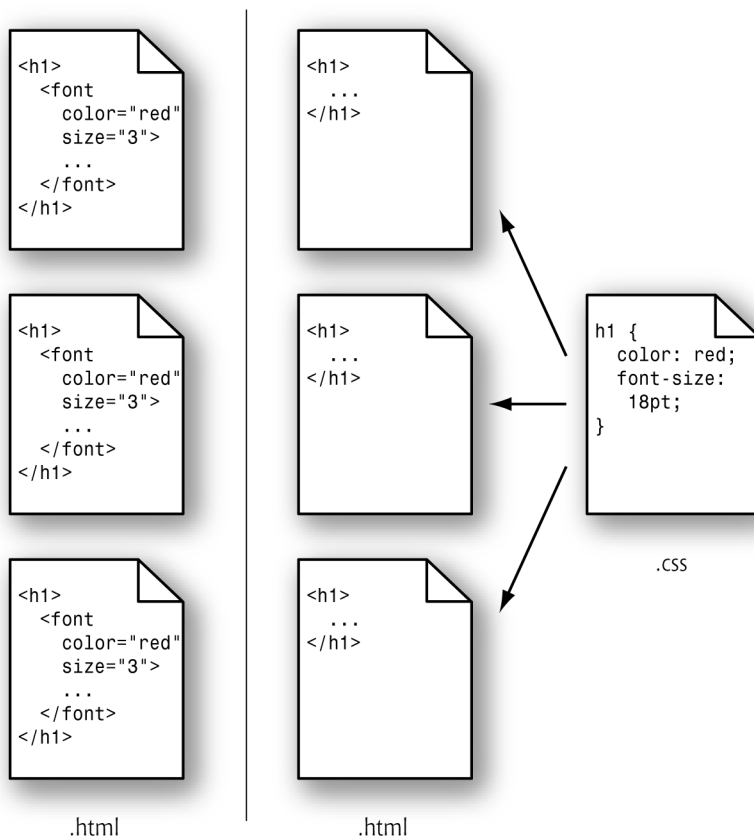 <h1>
<font
color="red"
size="3">
...
</font>
</h1>
<h1>
<font
color="red"
size="3">
...
</font>
</h1>
<h1>
<font
color="red"
size="3">
...
</font>
</h1>
.html
<h1>
...
</h1>
<h1>
...
</h1>
<h1>
...
</h1>
.html
h1 {
color: red;
font-size:
18pt;
}
.css